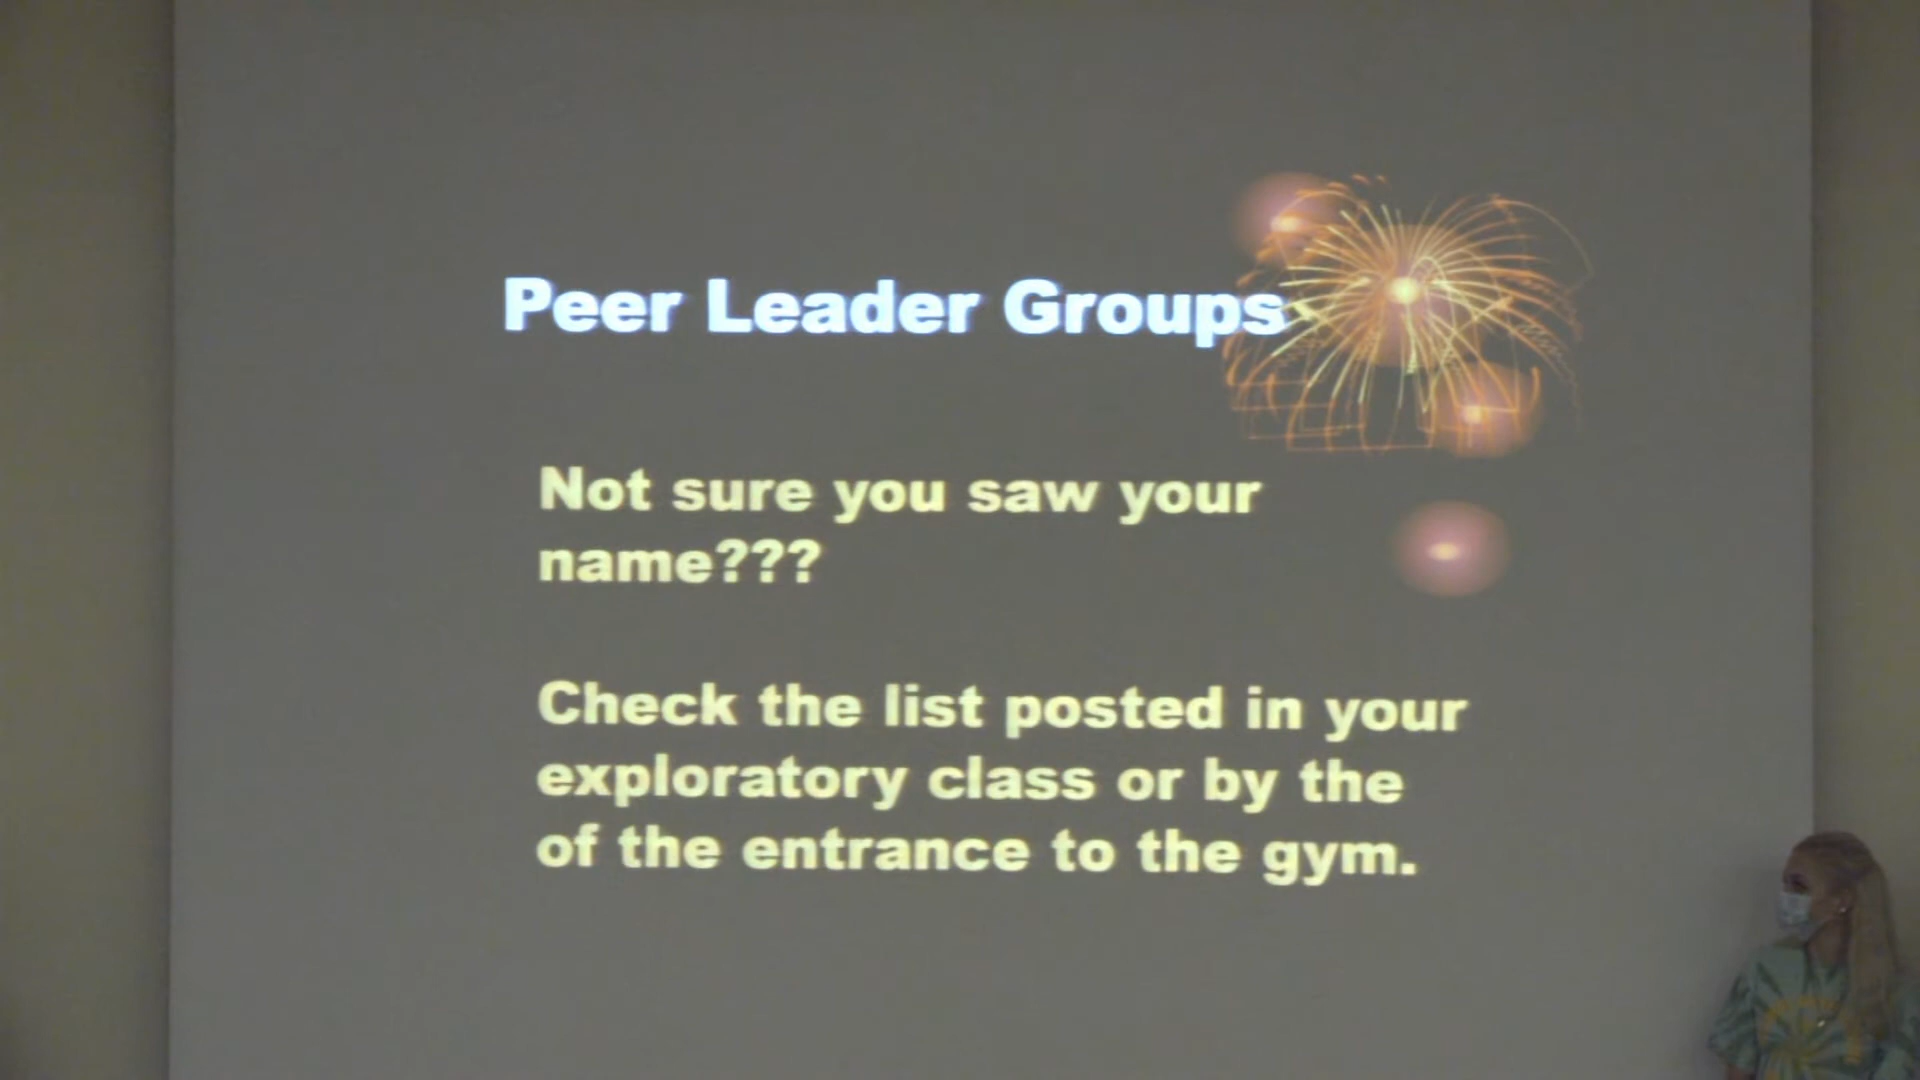 Peer Leader Groups
Not sure you saw your
name???
Check the list posted in your
exploratory class or by the
of the entrance to the gym.